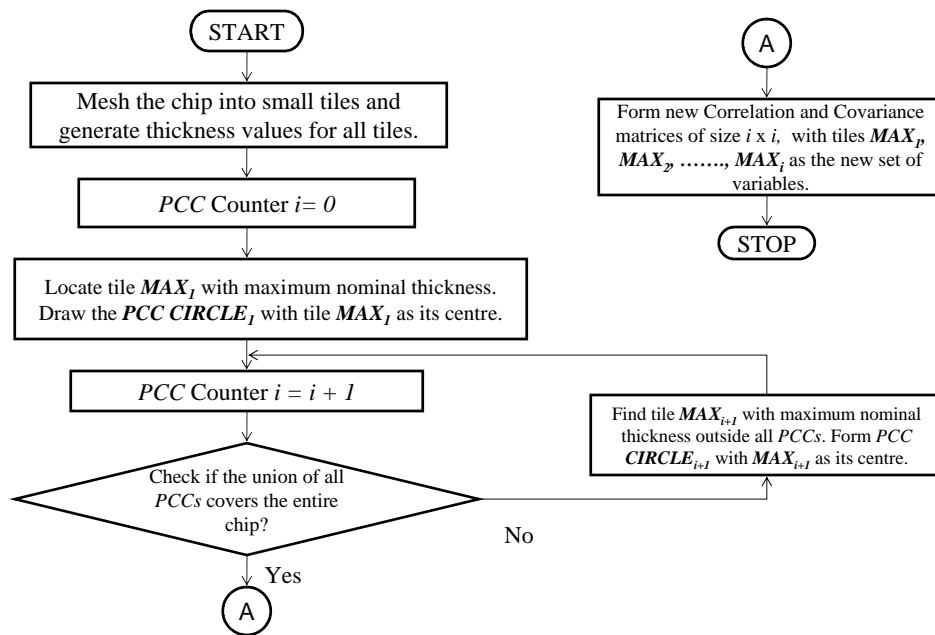 START
Mesh the chip into small tiles and
generate thickness values for all tiles.
PCC Counter i= 0
Locate tile MAX1 with maximum nominal thickness.
Draw the PCC CIRCLE1 with tile MAX1 as its centre.
PCC Counter i = i + 1
Check if the union of all
PCCs covers the entire
chip?
Yes
A
No
Find tile MAXi+1 with maximum nominal
thickness outside all PCCs. Form PCC
CIRCLEi+1 with MAXi+1 as its centre.
A
Form new Correlation and Covariance
matrices of size i x i, with tiles MAX1,
MAX2, ……., MAXi as the new set of
variables.
STOP